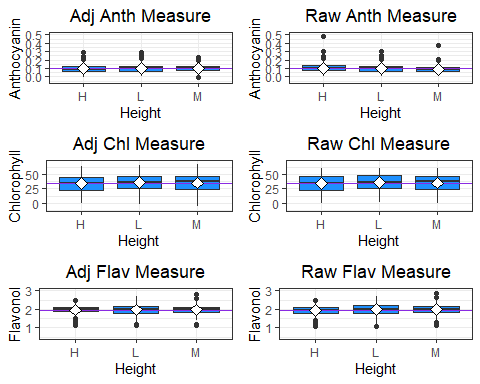 Adj Anth Measure
Anthocyanin
0.5
0.4
0.3
0.2
0.1
0.0
H L M
Height
Raw Anth Measure
Anthocyanin
0.5
0.4
0.3
0.2
0.1
0.0
H L M
Height
Adj Chl Measure
Chlorophyll
50
25
0
H L M
Height
Raw Chl Measure
Chlorophyll
50
25
0
H L M
Height
Adj Flav Measure
Flavonol
3
2
1
H L M
Height
Raw Flav Measure
Flavonol
3
2
1
H L M
Height